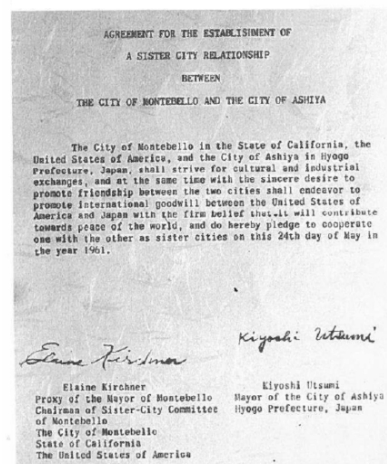 AGREEMENT FOR THE ESTABLISHMENT OF
A SISTER CITY RELATIONSHIP
BETWEEN
THE CITY OF MONTEBELLO AND THE CITY OF ASHIYA
The City of Montebello in the State of California, the
United States of America, and the City of Ashiya in Hyogo
Prefecture, Japan, shall strive for cultural and industrial
exchanges, and at the same time with the sincere desire to
promote friendship between the two cities shall endeavor to
promote international goodwill between the United States of
America and Japan with the firm belief that it will contribute
towards peace of the world, and do hereby pledge to cooperate
one with the other as sister cities on this 24th day of May in
the year 1961.
Elaine Kirchner
Kiyoshi Utsumi
Elaine Kirchner
Proxy of the Mayor of Montebello
Chairman of Sister-City Committee
of Montebello
The City of Montebello
State of California
The United States of America
Kiyoshi Utsumi
Mayor of the City of Ashiya
Hyogo Prefecture, Japan